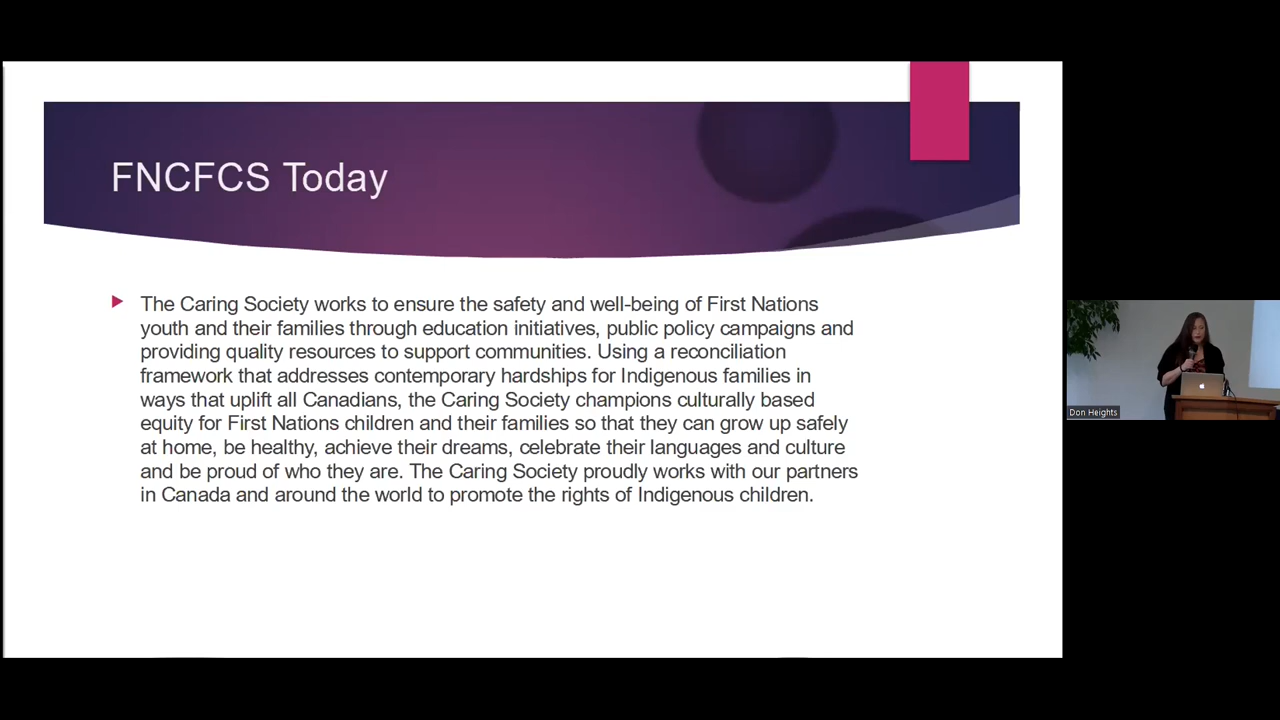 FNCFCS Today
The Caring Society works to ensure the safety and well-being of First Nations
youth and their families through education initiatives, public policy campaigns and
providing quality resources to support communities. Using a reconciliation
framework that addresses contemporary hardships for Indigenous families in
ways that uplift all Canadians, the Caring Society champions culturally based
equity for First Nations children and their families so that they can grow up safely
at home, be healthy, achieve their dreams, celebrate their languages and culture
and be proud of who they are. The Caring Society proudly works with our partners
in Canada and around the world to promote the rights of Indigenous children.
Don Heights